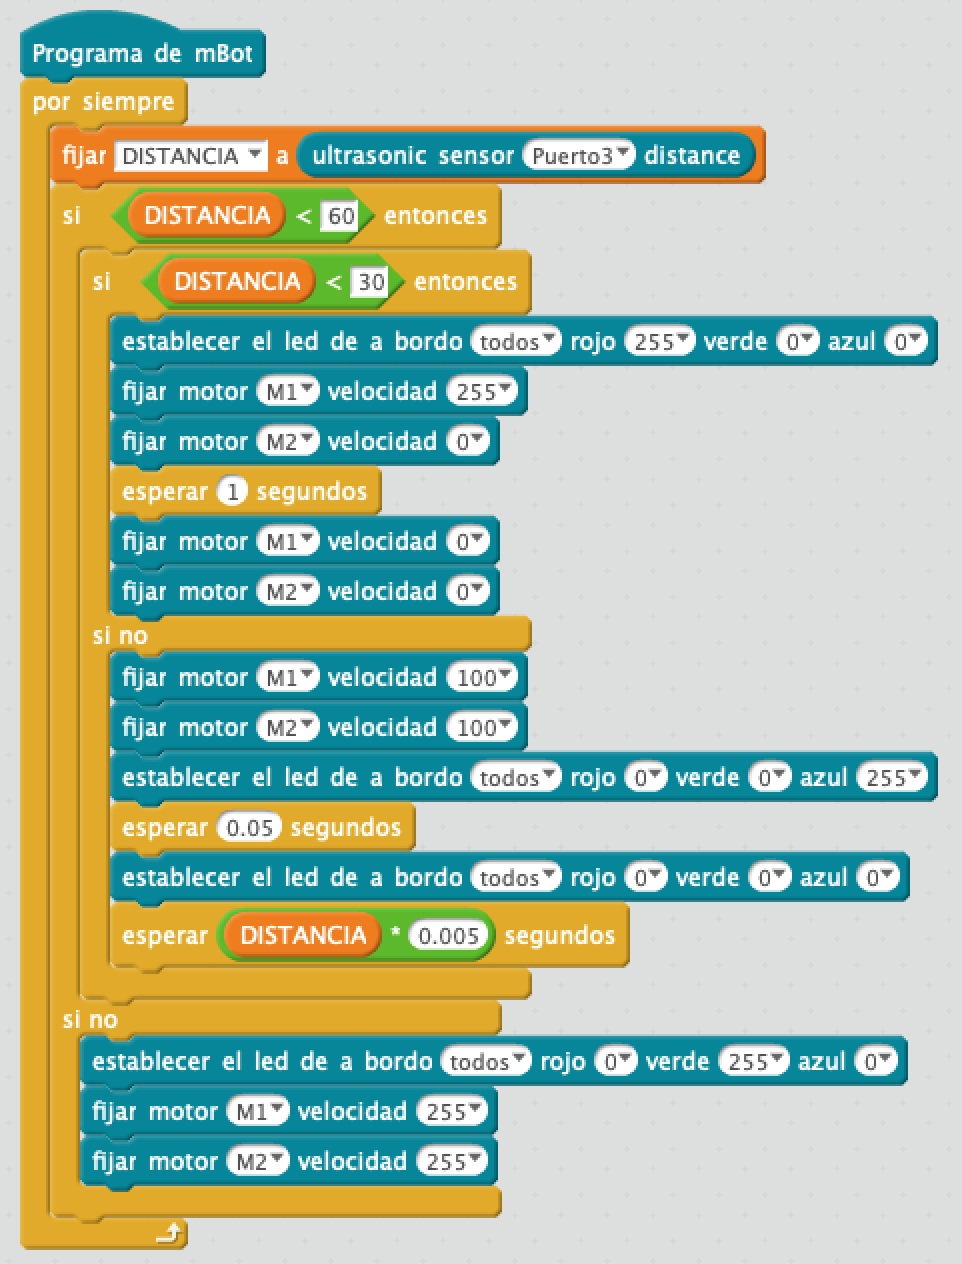 Programa de mBot
por siempre
fijar DISTANCIA a ultrasonic sensor Puerto3 distance
si DISTANCIA < 60 entonces
si DISTANCIA < 30 entonces
establecer el led de a bordo todos rojo 255 verde 0 azul 0
fijar motor M1 velocidad 255
fijar motor M2 velocidad 0
esperar 1 segundos
fijar motor M1 velocidad 0
fijar motor M2 velocidad 0
si no
fijar motor M1 velocidad 100
fijar motor M2 velocidad 100
establecer el led de a bordo todos rojo 0 verde 0 azul 255
esperar 0.05 segundos
establecer el led de a bordo todos rojo 0 verde 0 azul 0
esperar DISTANCIA * 0.005 segundos
si no
establecer el led de a bordo todos rojo 0 verde 255 azul 0
fijar motor M1 velocidad 255
fijar motor M2 velocidad 255